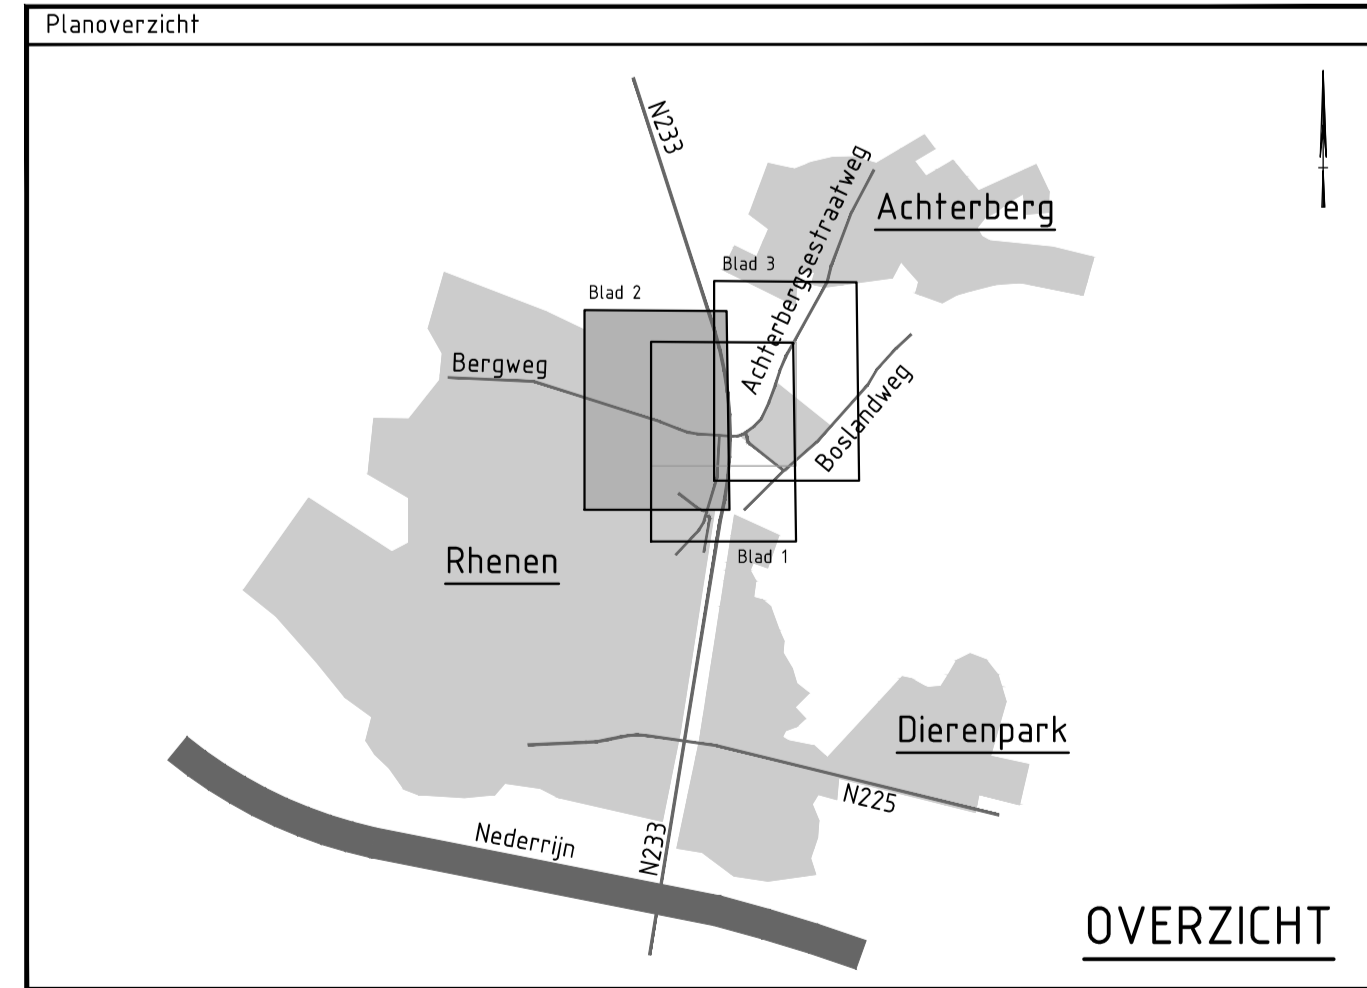 Planoverzicht
N233
Achterbergsestraatweg
Achterberg
Blad 3
Blad 2
Bergweg
Boslandweg
Blad 1
Rhenen
Dierenpark
N225
Nederrijn
N233
OVERZICHT